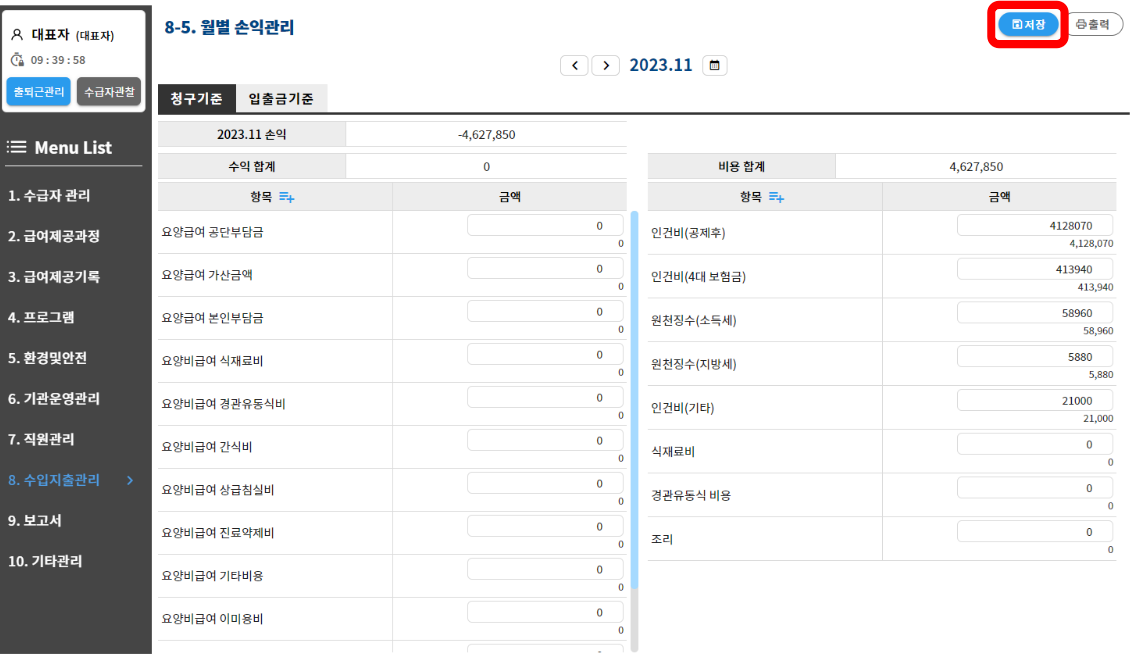 대표자 (대표자)
09 : 39 : 58
출퇴근관리 수급자관찰
Menu List
1. 수급자 관리
2. 급여제공과정
3. 급여제공기록
4. 프로그램
5. 환경및안전
6. 기관운영관리
7. 직원관리
8. 수입지출관리
9. 보고서
10. 기타관리
8-5. 월별 손익관리
저장 출력
2023.11
청구기준 입출금기준
2023.11 손익 -4,627,850
수익 합계 0
항목 금액
요양급여 공단부담금 0
0
요양급여 가산금액 0
0
요양급여 본인부담금 0
0
요양비급여 식재료비 0
0
요양비급여 경관유동식비 0
0
요양비급여 간식비 0
0
요양비급여 상급침실비 0
0
요양비급여 진료약제비 0
0
요양비급여 기타비용 0
0
요양비급여 이미용비 0
0
비용 합계 4,627,850
항목 금액
인건비(공제후) 4128070
4,128,070
인건비(4대 보험금) 413940
413,940
원천징수(소득세) 58960
58,960
원천징수(지방세) 5880
5,880
인건비(기타) 21000
21,000
식재료비 0
0
경관유동식 비용 0
0
조리 0
0